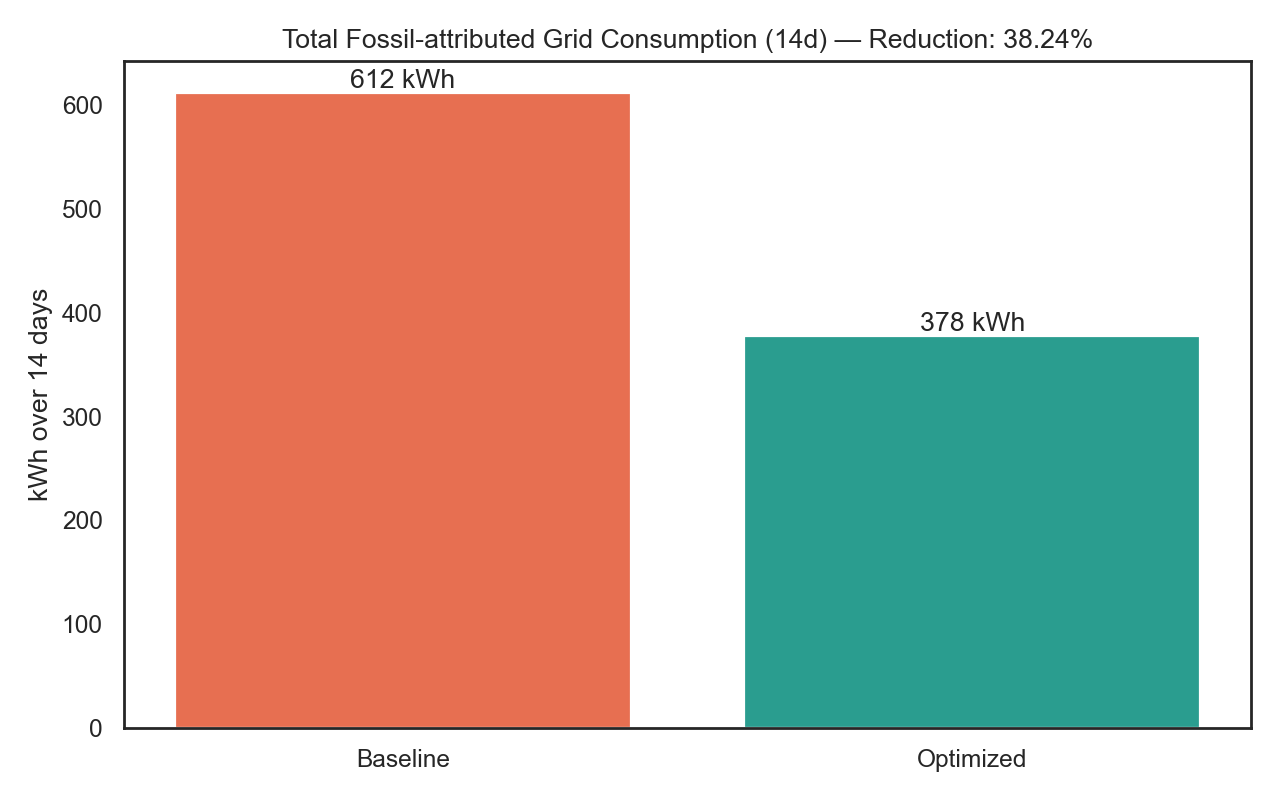 Total Fossil-attributed Grid Consumption (14d) — Reduction: 38.24%
612 kWh
600
500
400
378 kWh
300
200
100
0
kWh over 14 days
Baseline
Optimized